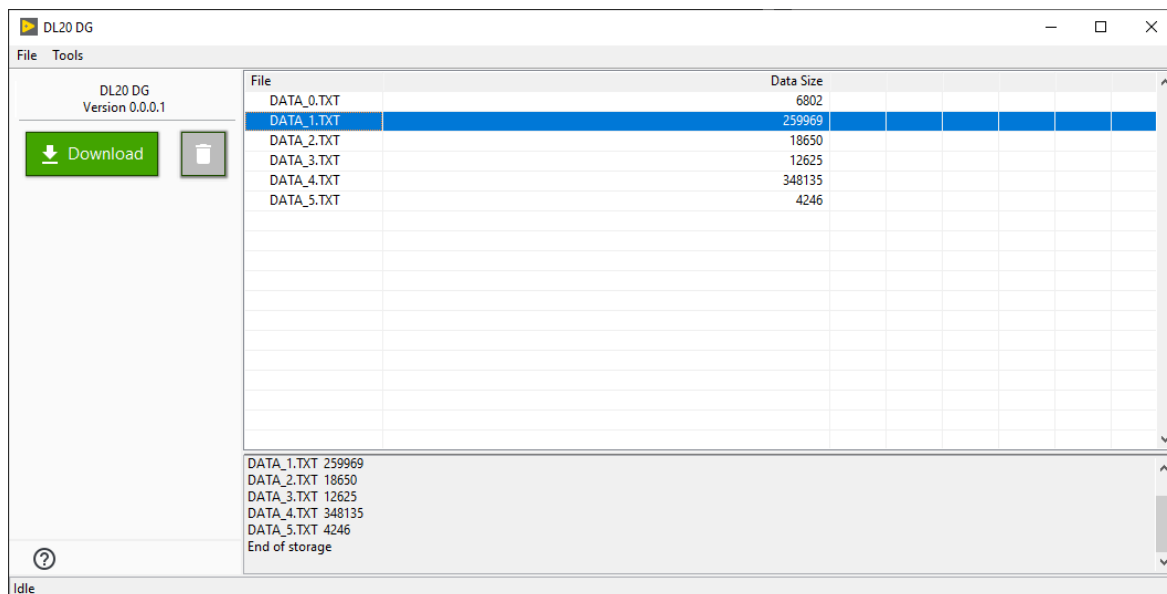 DL20 DG
File Tools
DL20 DG
Version 0.0.0.1
Download
File Data Size
DATA_0.TXT 6802
DATA_1.TXT 259969
DATA_2.TXT 18650
DATA_3.TXT 12625
DATA_4.TXT 348135
DATA_5.TXT 4246
DATA_1.TXT 259969
DATA_2.TXT 18650
DATA_3.TXT 12625
DATA_4.TXT 348135
DATA_5.TXT 4246
End of storage
Idle